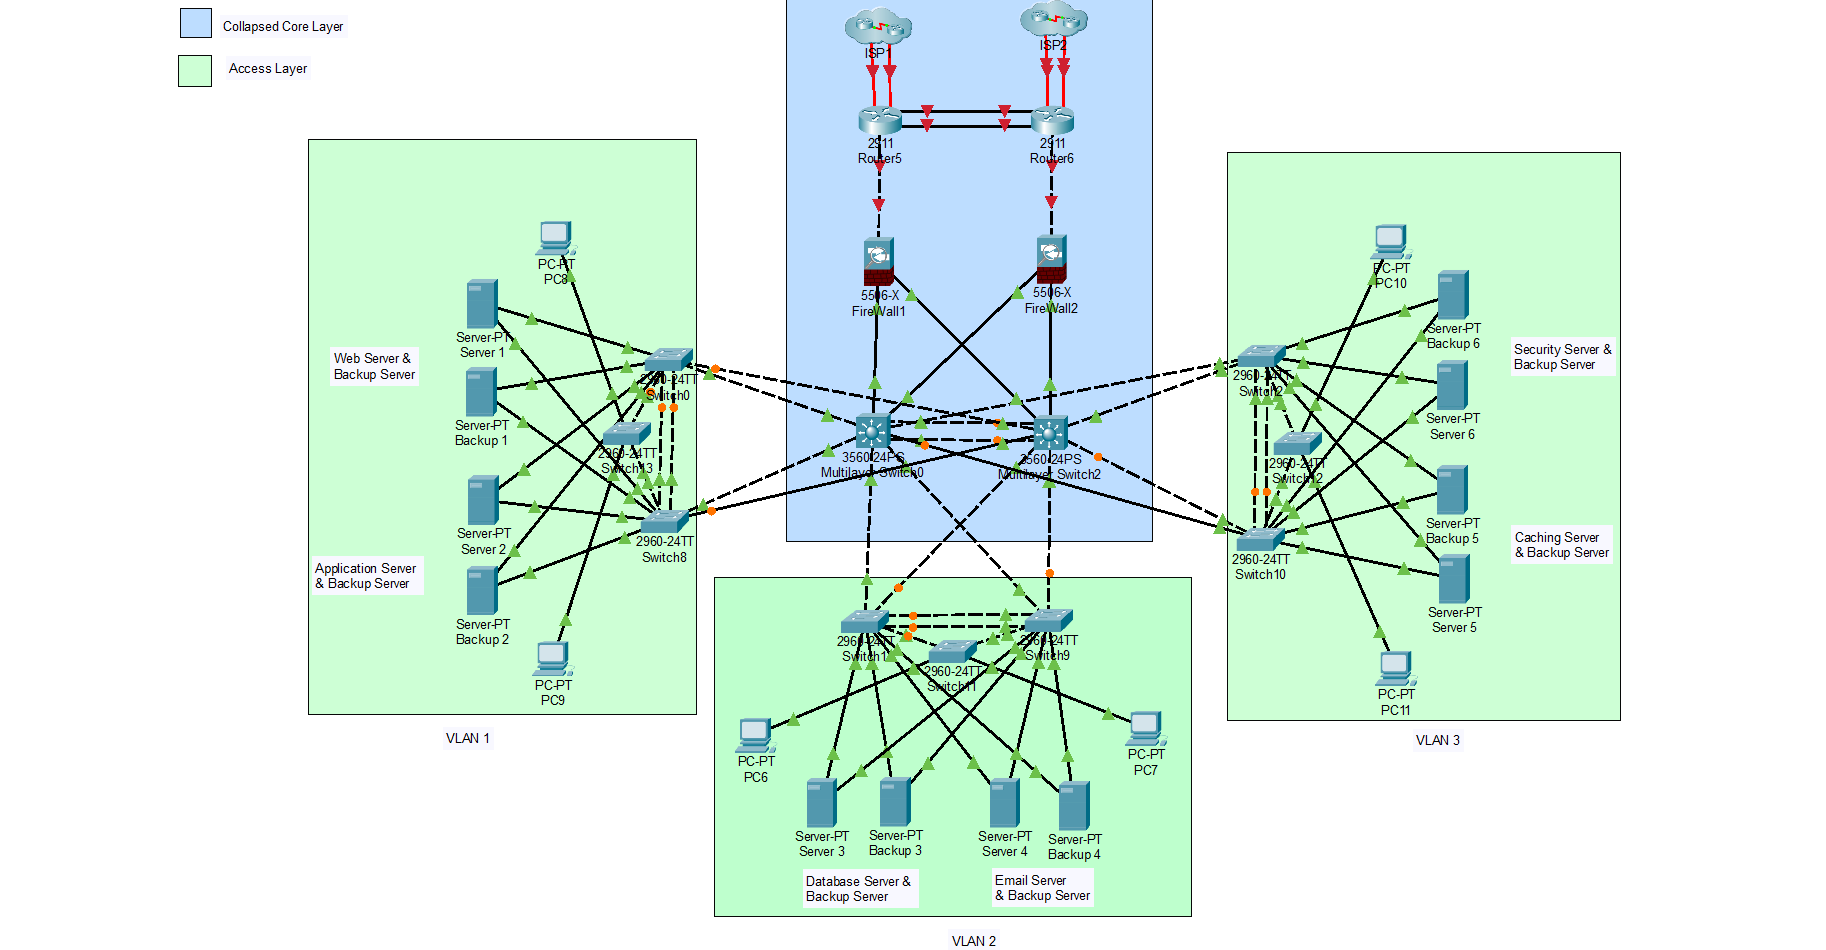 Collapsed Core Layer
Access Layer
ISP1
ISP2
2911
Router5
2911
Router6
5506-X
FireWall1
5506-X
FireWall2
3560-24PS
Multilayer Switch0
3560-24PS
Multilayer Switch2
PC-PT
PC8
Server-PT
Server 1
Web Server &
Backup Server
Server-PT
Backup 1
2960-24TT
Switch0
2960-24TT
Switch13
Server-PT
Server 2
2960-24TT
Switch8
Application Server
& Backup Server
Server-PT
Backup 2
PC-PT
PC9
VLAN 1
PC-PT
PC10
Server-PT
Backup 6
Security Server &
Backup Server
2960-24TT
Switch2
Server-PT
Server 6
2960-24TT
Switch12
Server-PT
Backup 5
Caching Server
& Backup Server
2960-24TT
Switch10
Server-PT
Server 5
PC-PT
PC11
VLAN 3
2960-24TT
Switch1
2960-24TT
Switch9
2960-24TT
Switch11
PC-PT
PC6
PC-PT
PC7
Server-PT
Server 3
Server-PT
Backup 3
Server-PT
Server 4
Server-PT
Backup 4
Database Server &
Backup Server
Email Server
& Backup Server
VLAN 2